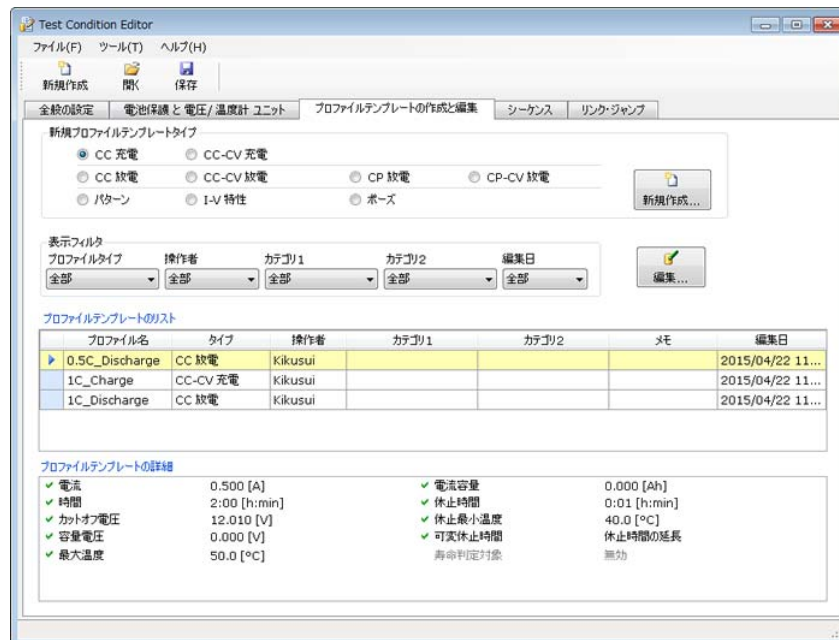 Test Condition Editor
ファイル(F) ツール(T) ヘルプ(H)
新規作成 開く 保存
全般の設定 電池保護 と 電圧/温度計 ユニット プロファイルテンプレートの作成と編集 シーケンス リンク・ジャンプ
新規プロファイルテンプレートタイプ
CC 充電 CC-CV 充電
CC 放電 CC-CV 放電 CP 放電 CP-CV 放電
パターン I-V 特性 ポーズ
新規作成...
表示フィルタ
プロファイルタイプ 操作者 カテゴリ1 カテゴリ2 編集日
全部 全部 全部 全部 全部
編集...
プロファイルテンプレートのリスト
プロファイル名 タイプ 操作者 カテゴリ1 カテゴリ2 メモ 編集日
0.5C_Discharge CC 放電 Kikusui 2015/04/22 11...
1C_Charge CC-CV 充電 Kikusui 2015/04/22 11...
1C_Discharge CC 放電 Kikusui 2015/04/22 11...
プロファイルテンプレートの詳細
電流 0.500 [A] 電流容量 0.000 [Ah]
時間 2:00 [h:min] 休止時間 0:01 [h:min]
カットオフ電圧 12.010 [V] 休止最小温度 40.0 [°C]
容量電圧 0.000 [V] 可変休止時間 休止時間の延長
最大温度 50.0 [°C] 寿命判定対象 無効